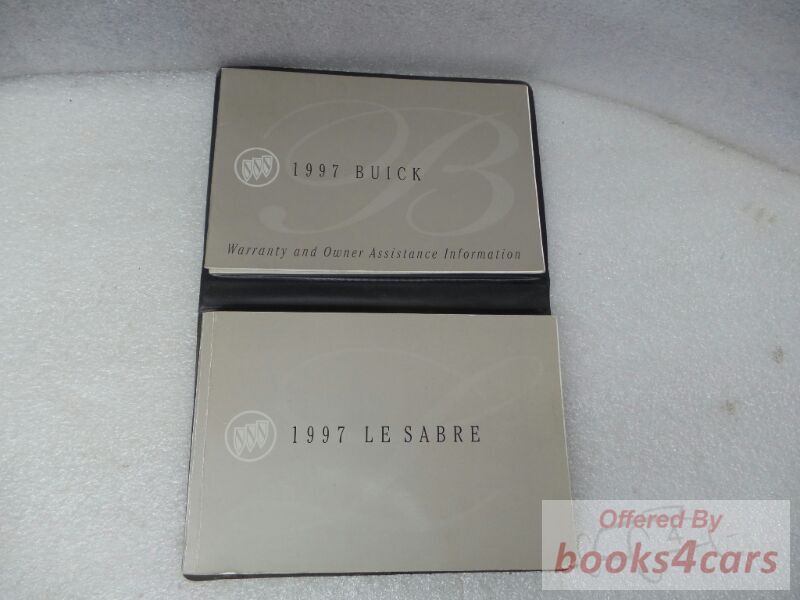 1997 BUICK
Warranty and Owner Assistance Information
1997 LE SABRE
Offered By
books4cars